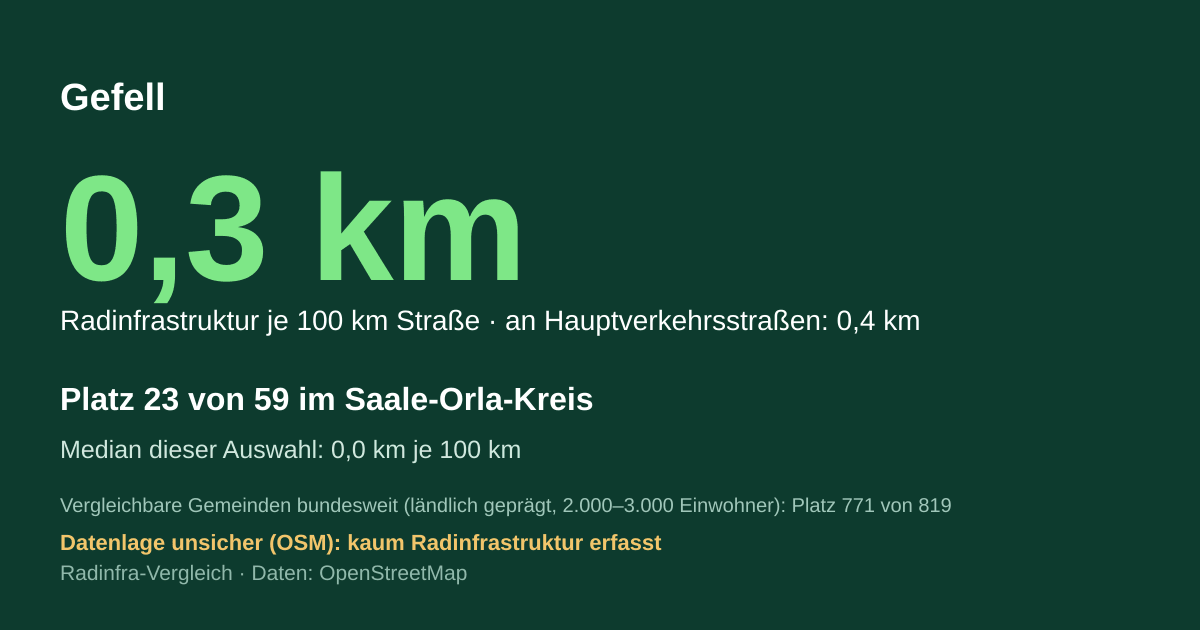 Gefell
0,3 km
Radinfrastruktur je 100 km Straße · an Hauptverkehrsstraßen: 0,4 km
Platz 23 von 59 im Saale-Orla-Kreis
Median dieser Auswahl: 0,0 km je 100 km
Vergleichbare Gemeinden bundesweit (ländlich geprägt, 2.000–3.000 Einwohner): Platz 771 von 819
Datenlage unsicher (OSM): kaum Radinfrastruktur erfasst
Radinfra-Vergleich · Daten: OpenStreetMap